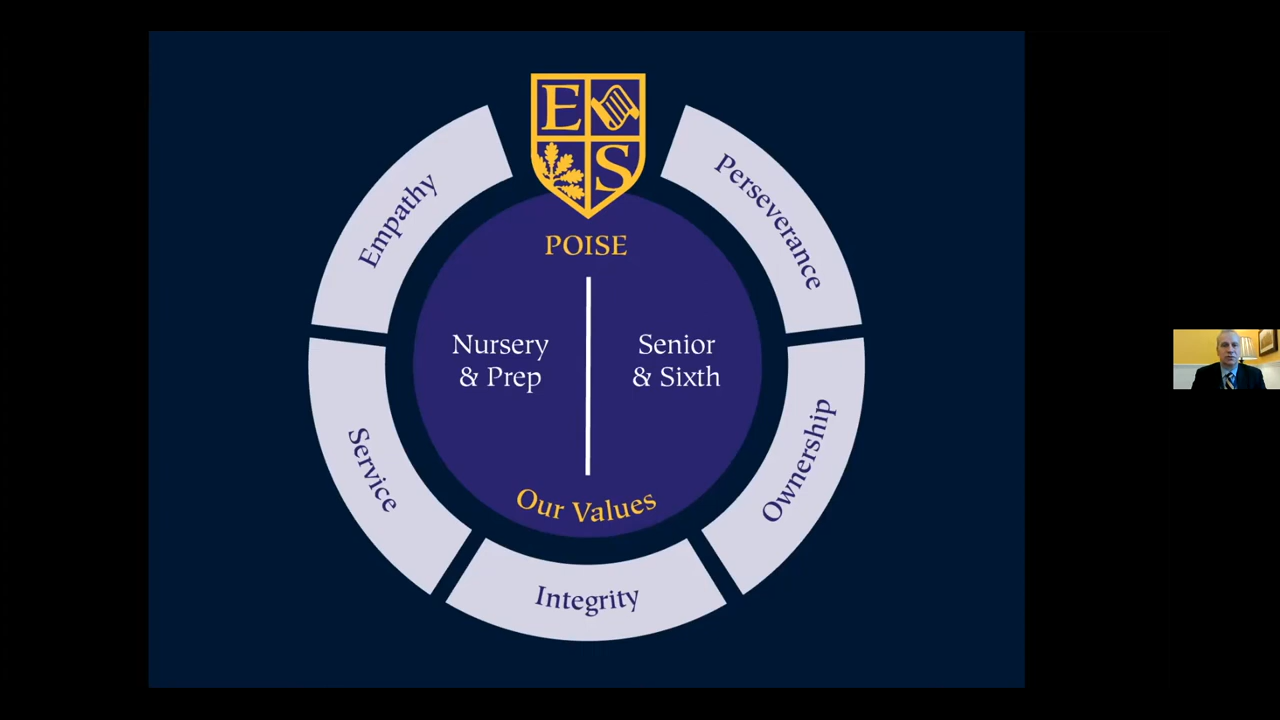 E
S
POISE
Nursery
& Prep
Senior
& Sixth
Our Values
Perseverance
Ownership
Integrity
Service
Empathy